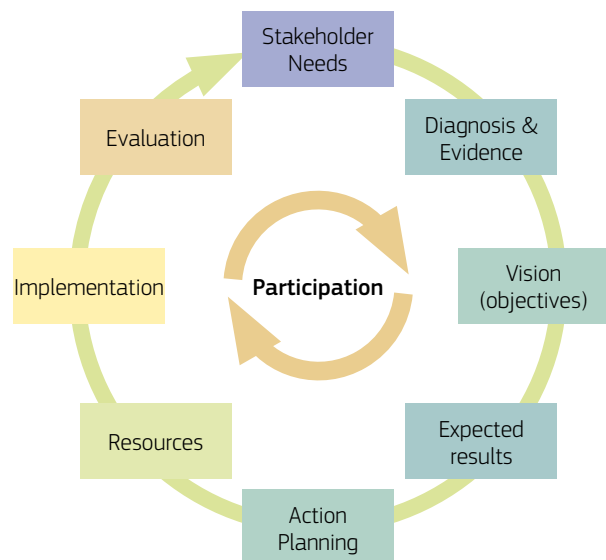 Stakeholder
Needs
Diagnosis &
Evidence
Vision
(objectives)
Expected
results
Action
Planning
Resources
Implementation
Evaluation
Participation